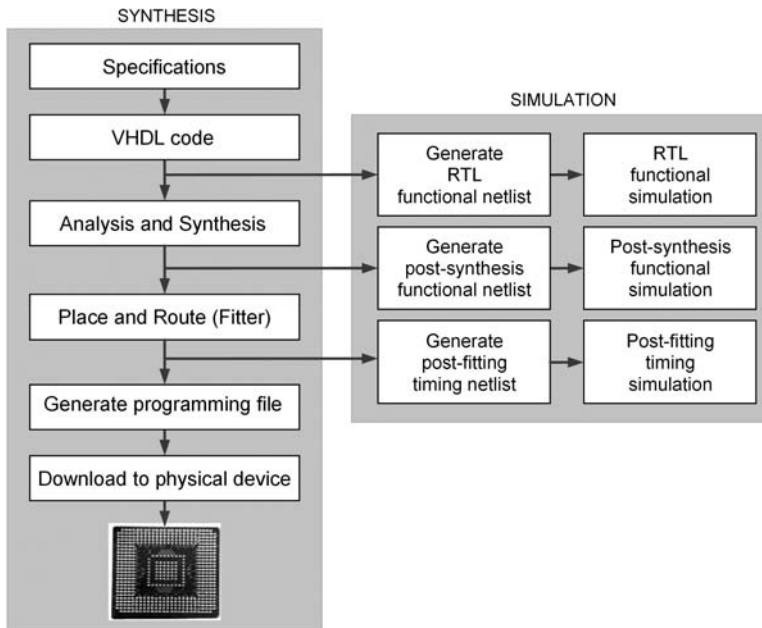 SYNTHESIS
Specifications
VHDL code
Analysis and Synthesis
Place and Route (Fitter)
Generate programming file
Download to physical device
SIMULATION
Generate
RTL
functional netlist
RTL
functional
simulation
Generate
post-synthesis
functional netlist
Post-synthesis
functional
simulation
Generate
post-fitting
timing netlist
Post-fitting
timing
simulation